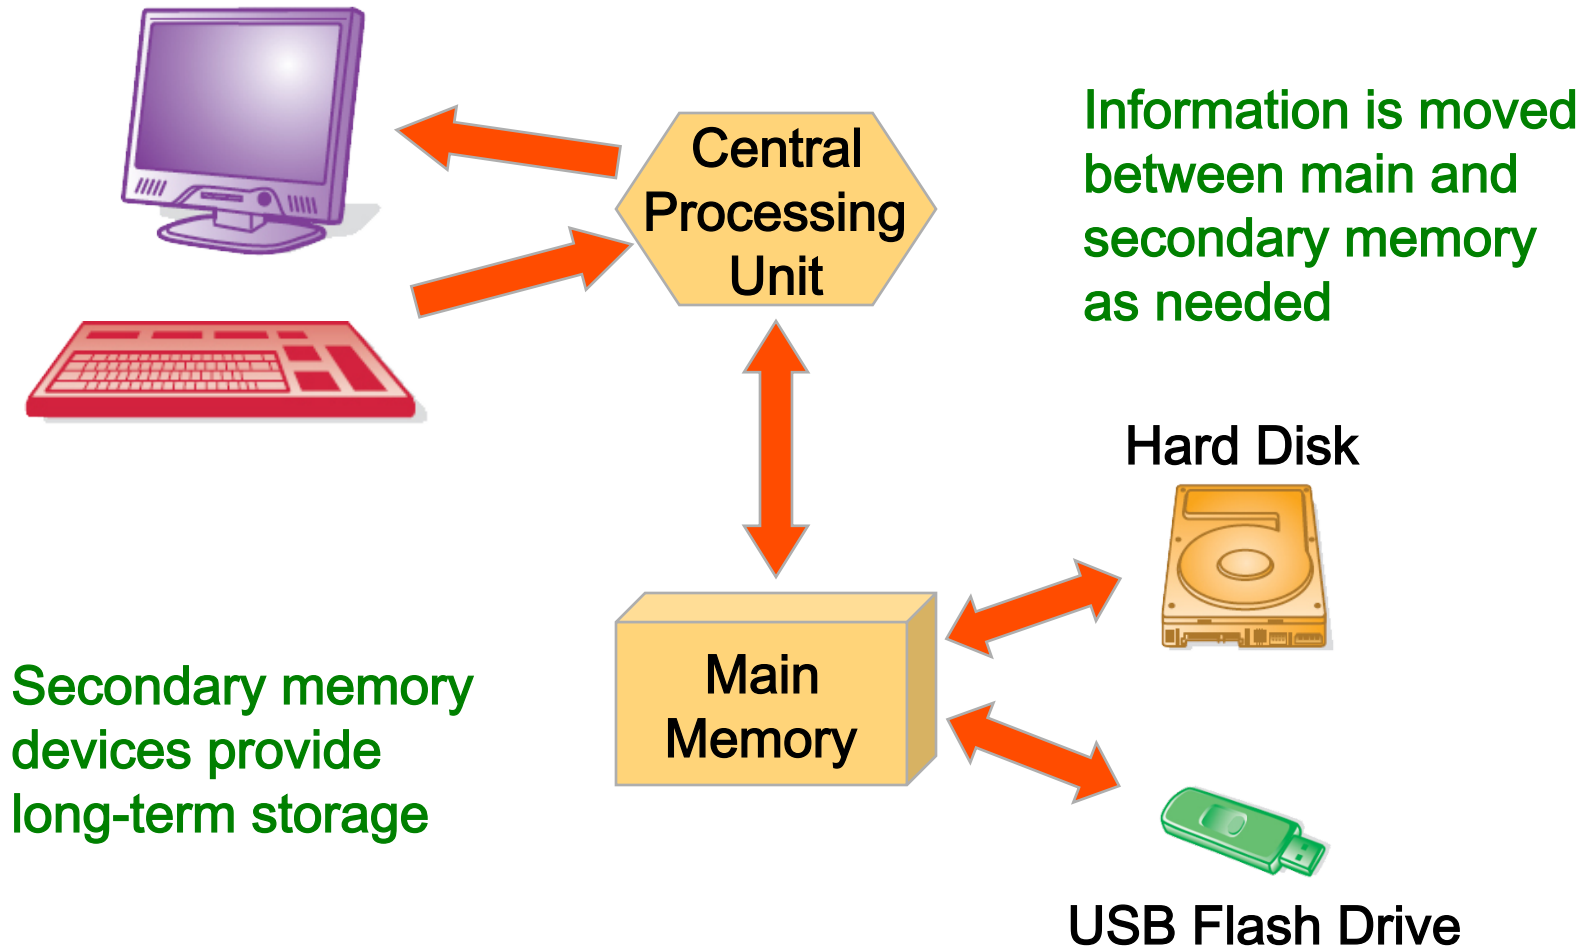 Central
Processing
Unit
Information is moved
between main and
secondary memory
as needed
Hard Disk
Main
Memory
Secondary memory
devices provide
long-term storage
USB Flash Drive